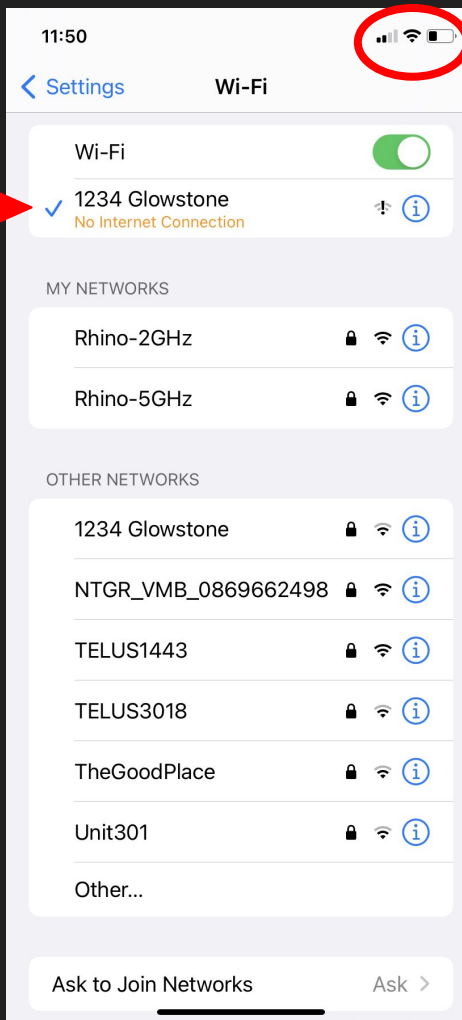 11:50
Settings
Wi-Fi
Wi-Fi
1234 Glowstone
No Internet Connection
MY NETWORKS
Rhino-2GHz
Rhino-5GHz
OTHER NETWORKS
1234 Glowstone
NTGR_VMB_0869662498
TELUS1443
TELUS3018
TheGoodPlace
Unit301
Other...
Ask to Join Networks Ask